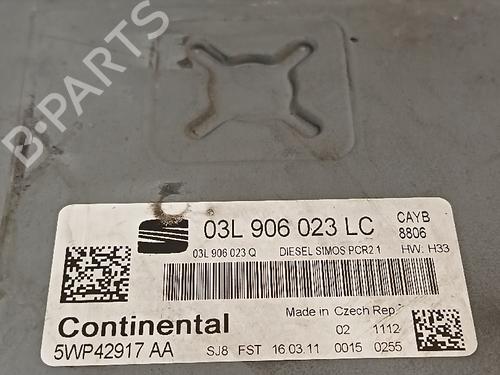 B-PARTS
03L 906 023 LC CAYB
8806
03L 906 023 Q DIESEL SIMOS PCR2 1 HW. H33
Continental
Made in Czech Rep.
02 1112
5WP42917 AA SJ8 FST 16.03.11 0015 0255